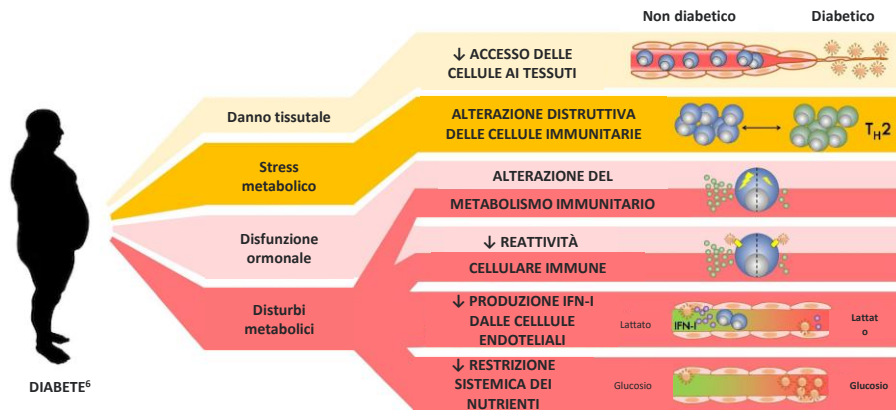 Non diabetico
Diabetico
↓ ACCESSO DELLE
CELLULE AI TESSUTI
Danno tissutale
ALTERAZIONE DISTRUTTIVA
DELLE CELLULE IMMUNITARIE
TH2
Stress
metabolico
ALTERAZIONE DEL
METABOLISMO IMMUNITARIO
Disfunzione
ormonale
↓ REATTIVITÀ
CELLULARE IMMUNE
Disturbi
metabolici
↓ PRODUZIONE IFN-I
DALLE CELLLULE
ENDOTELIALI
Lattato
IFN-I
Lattat
o
↓ RESTRIZIONE
SISTEMICA DEI
NUTRIENTI
Glucosio
Glucosio
DIABETE⁶